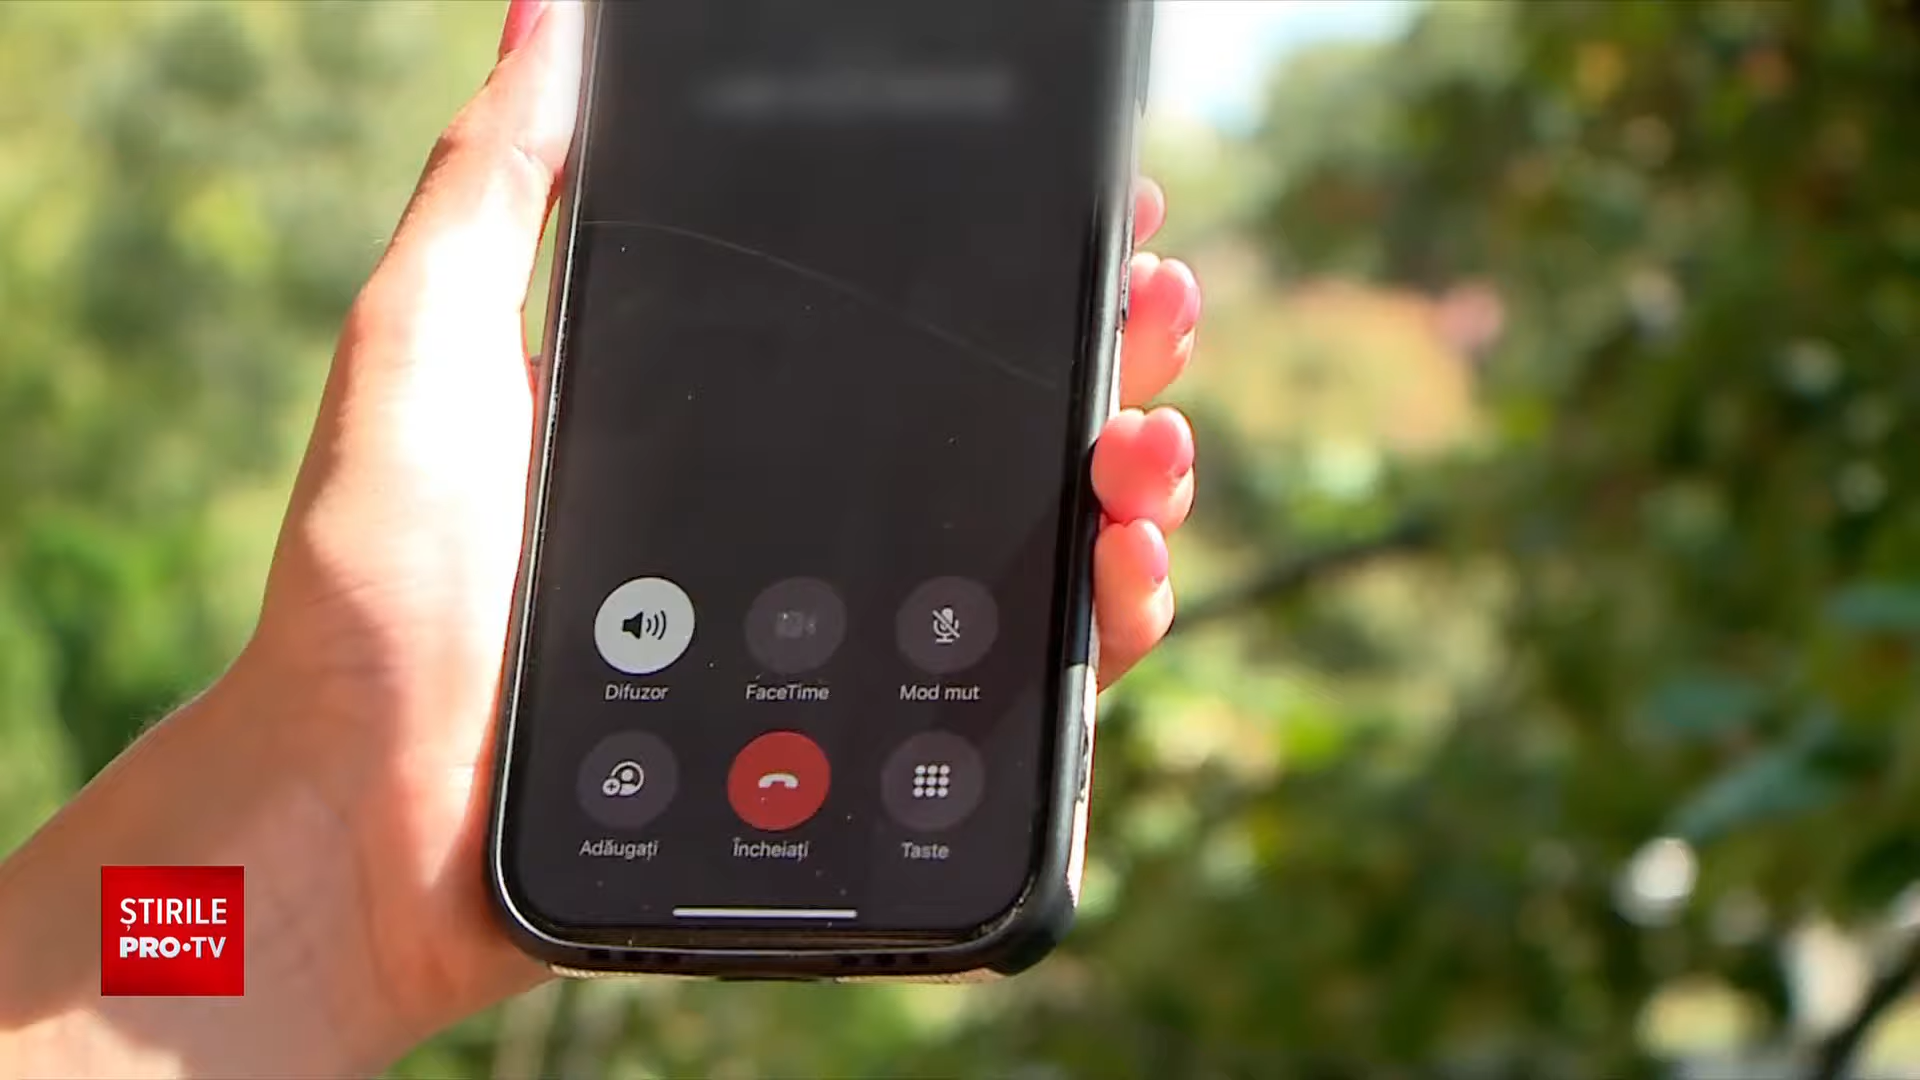 Difuzor
FaceTime
Mod mut
Adăugați
Încheiați
Taste
ȘTIRILE
PRO•TV